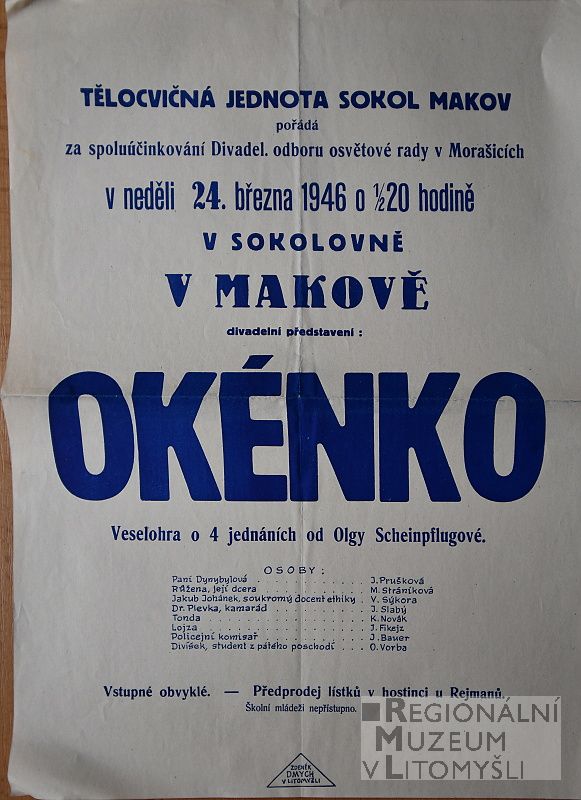 TĚLOCVIČNÁ JEDNOTA SOKOL MAKOV
pořádá
za spoluúčinkování Divadel. odboru osvětové rady v Morašicích
v neděli 24. března 1946 o ½20 hodině
V SOKOLOVNĚ
V MAKOVĚ
divadelní představení :
OKÉNKO
Veselohra o 4 jednáních od Olgy Scheinpflugové.
OSOBY:
Paní Dynybylová . . . . . . . . . . . . J. Prušková
Růžena, její dcera . . . . . . . . . . . M. Stráníková
Jakub Johánek, soukromý docent ethiky . V. Sýkora
Dr. Plevka, kamarád . . . . . . . . . . J. Slabý
Tonda . . . . . . . . . . . . . . . . K. Novák
Lojza . . . . . . . . . . . . . . . . J. Fikejz
Policejní komisař . . . . . . . . . . . J. Bauer
Divíšek, student z pátého poschodí . . . O. Vorba
Vstupné obvyklé. — Předprodej lístků v hostinci u Rejmanů.
Školní mládeži nepřístupno.
REGIONÁLNÍ
MUZEUM
V LITOMYŠLI
ZDENĚK
DMYCH
V LITOMYŠLI